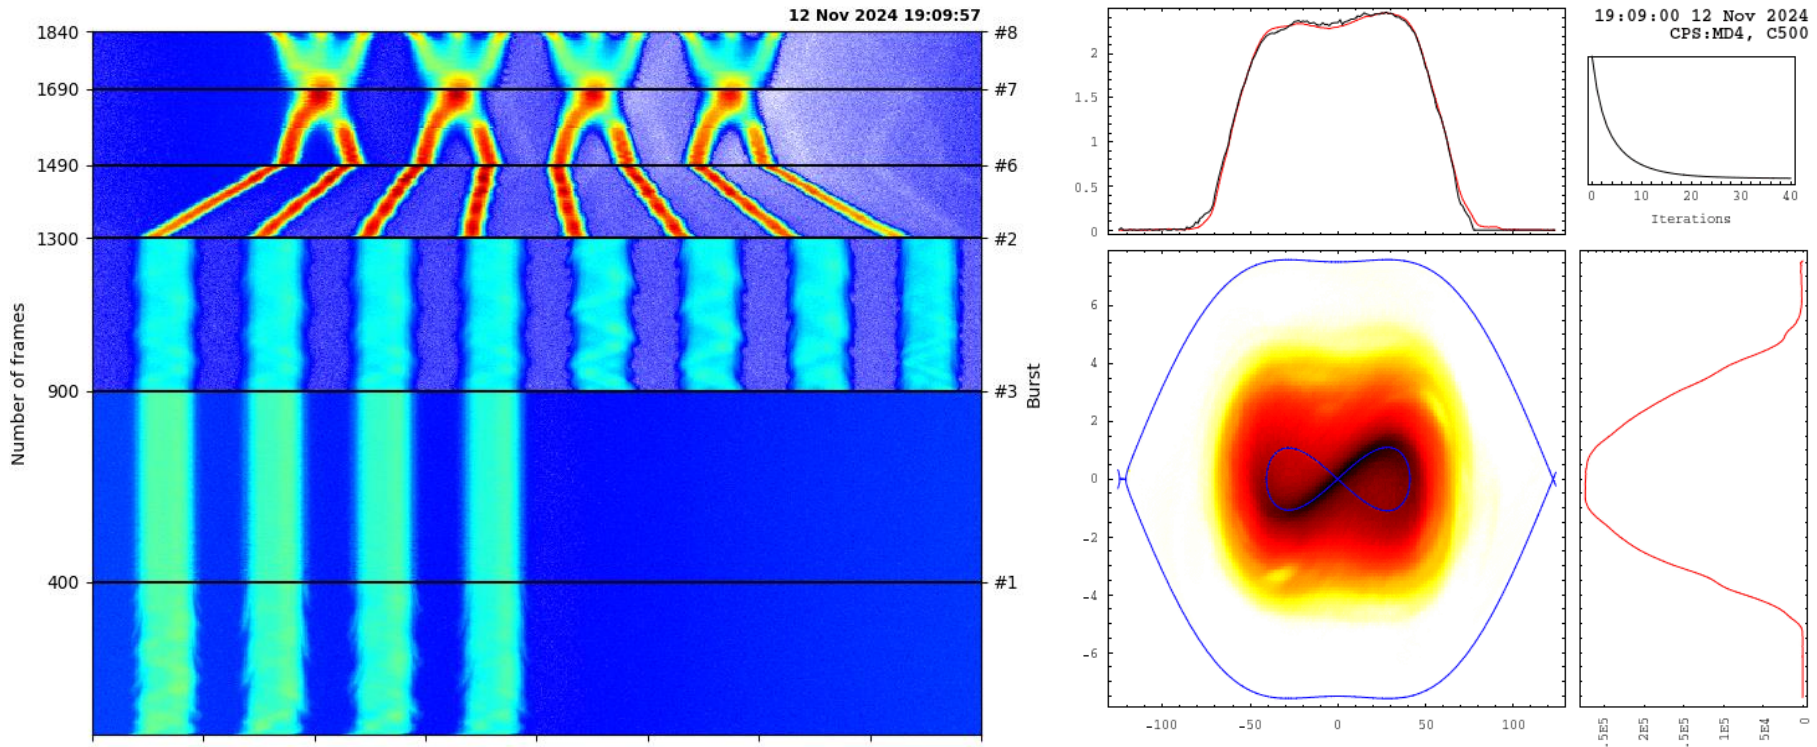 12 Nov 2024 19:09:57
1840
1690
1490
1300
900
400
Number of frames
#8
#7
#6
#2
#3
#1
Burst
2
1.5
1
0.5
0
19:09:00 12 Nov 2024
CPS:MD4, C500
0 10 20 30 40
Iterations
6
4
2
0
-2
-4
-6
-100 -50 0 50 100
.5E5
2E5
.5E5
1E5
5E4
0